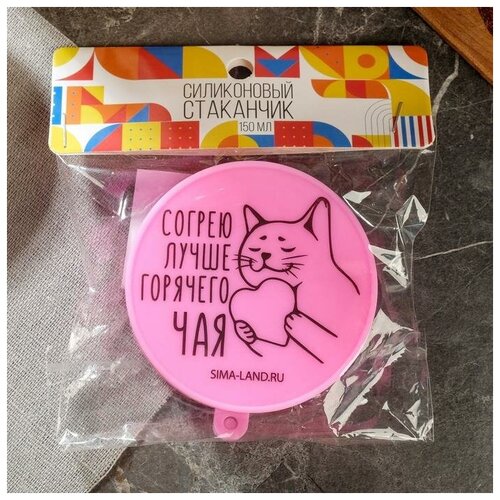 СИЛИКОНОВЫЙ
СТАКАНЧИК
150 МЛ
СОГРЕЮ
ЛУЧШЕ
ГОРЯЧЕГО
ЧАЯ
SIMA-LAND.RU